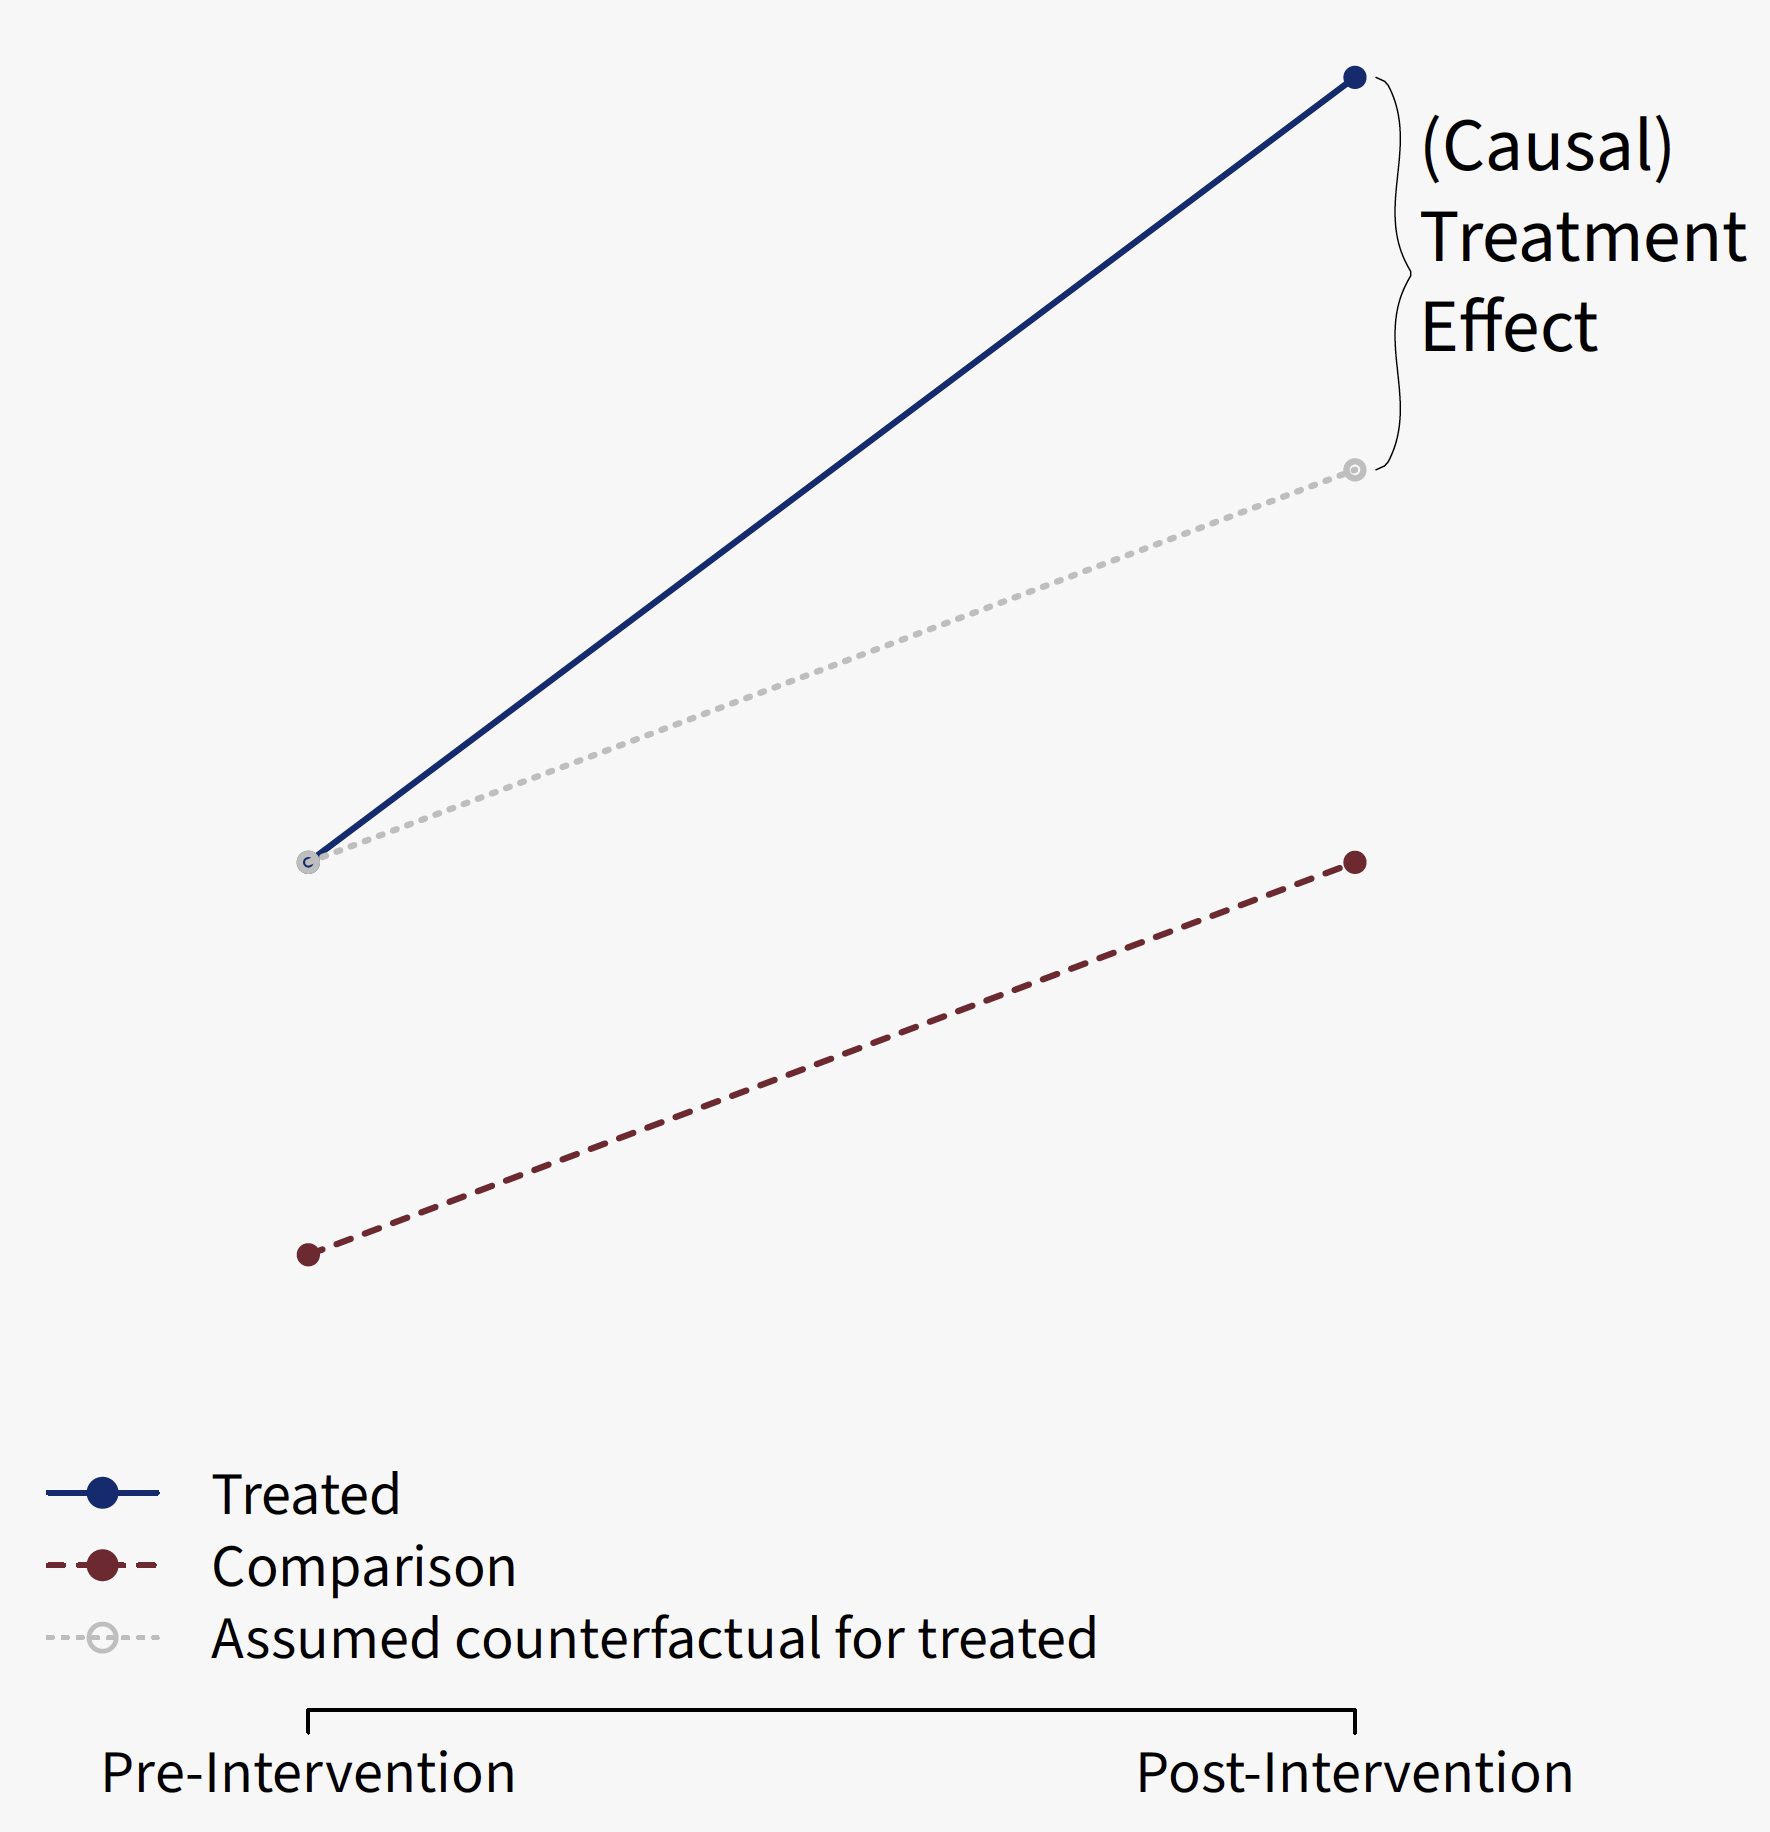 (Causal)
Treatment
Effect
Treated
Comparison
Assumed counterfactual for treated
Pre-Intervention
Post-Intervention